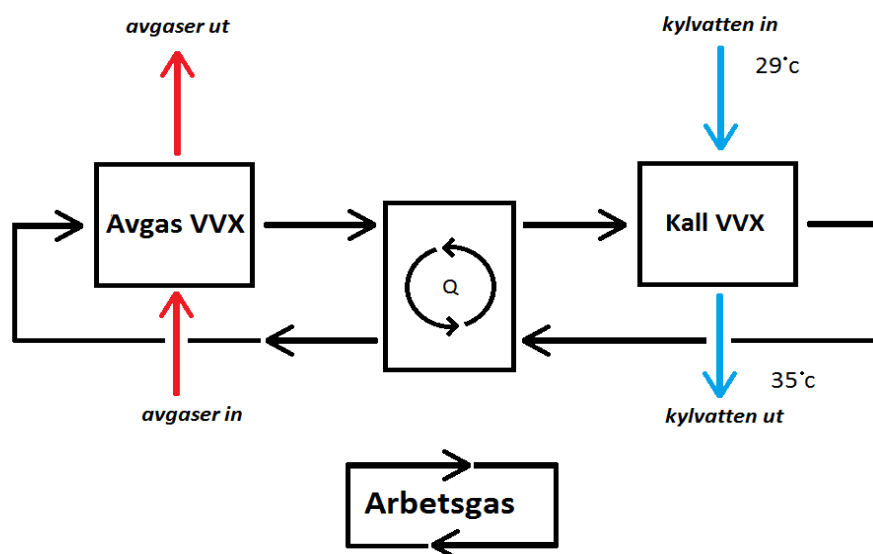 avgaser ut
kylvatten in
29°c
Avgas VVX
Kall VVX
Q
avgaser in
35°c
kylvatten ut
Arbetsgas